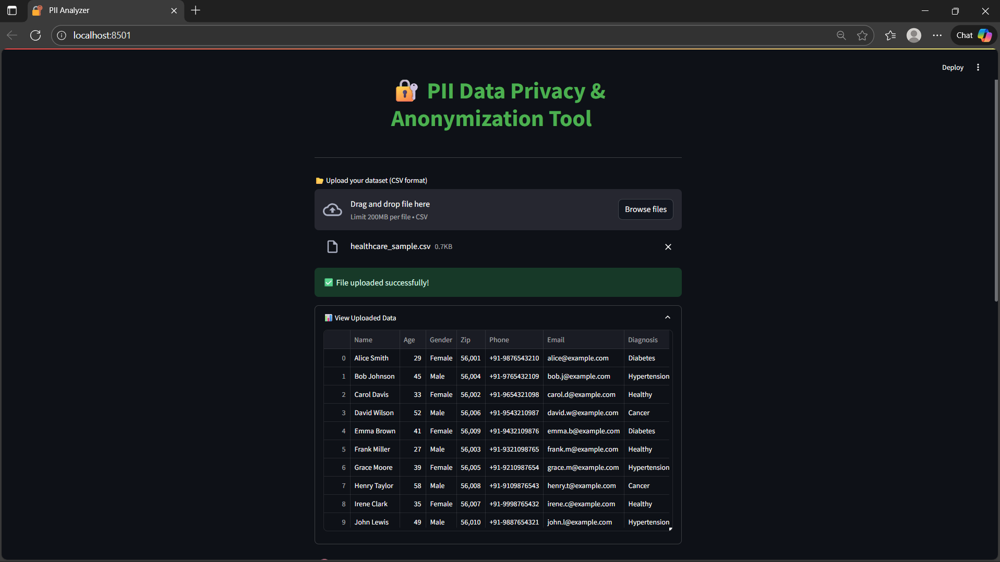 PII Analyzer
localhost:8501
Chat
Deploy
PII Data Privacy &
Anonymization Tool
Upload your dataset (CSV format)
Drag and drop file here
Limit 200MB per file • CSV
Browse files
healthcare_sample.csv 0.7KB
File uploaded successfully!
View Uploaded Data
Name Age Gender Zip Phone Email Diagnosis
0 Alice Smith 29 Female 56,001 +91-9876543210 alice@example.com Diabetes
1 Bob Johnson 45 Male 56,004 +91-9765432109 bob.j@example.com Hypertension
2 Carol Davis 33 Female 56,002 +91-9654321098 carol.d@example.com Healthy
3 David Wilson 52 Male 56,006 +91-9543210987 david.w@example.com Cancer
4 Emma Brown 41 Female 56,009 +91-9432109876 emma.b@example.com Diabetes
5 Frank Miller 27 Male 56,003 +91-9321098765 frank.m@example.com Healthy
6 Grace Moore 39 Female 56,005 +91-9210987654 grace.m@example.com Hypertension
7 Henry Taylor 58 Male 56,008 +91-9109876543 henry.t@example.com Cancer
8 Irene Clark 35 Female 56,007 +91-9998765432 irene.c@example.com Healthy
9 John Lewis 49 Male 56,010 +91-9887654321 john.l@example.com Hypertension